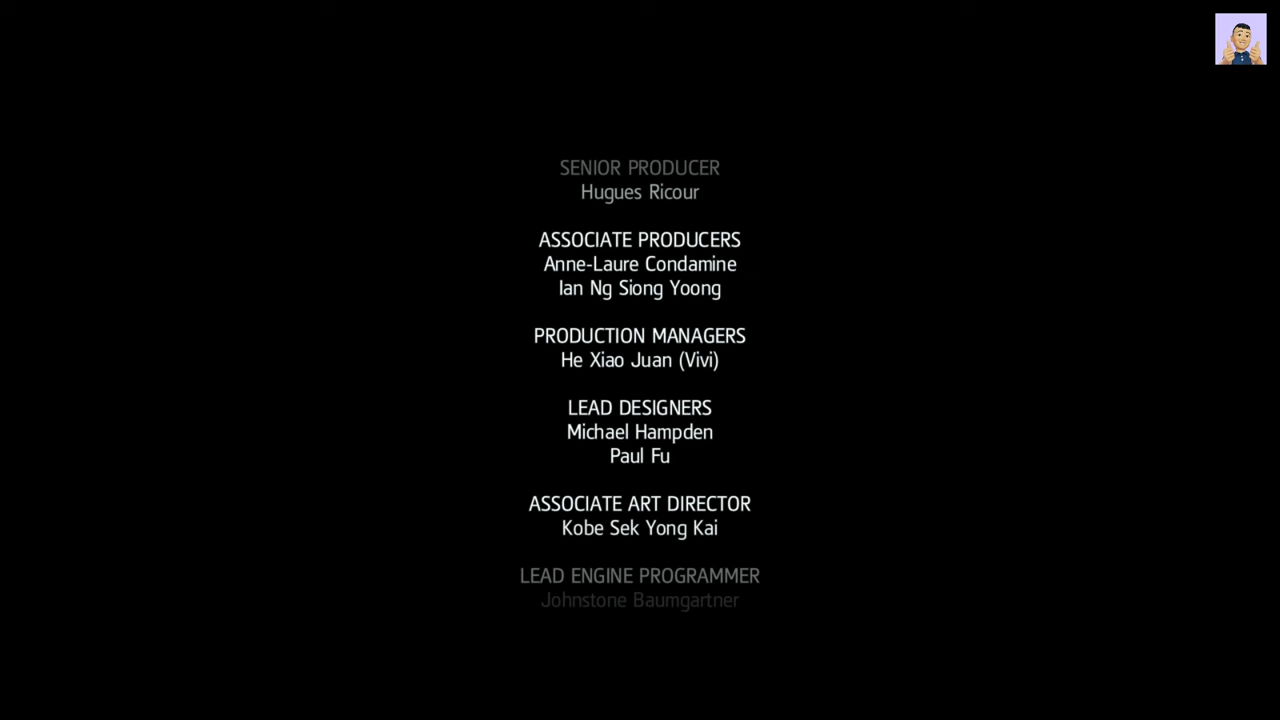 SENIOR PRODUCER
Hugues Ricour
ASSOCIATE PRODUCERS
Anne-Laure Condamine
Ian Ng Siong Yoong
PRODUCTION MANAGERS
He Xiao Juan (Vivi)
LEAD DESIGNERS
Michael Hampden
Paul Fu
ASSOCIATE ART DIRECTOR
Kobe Sek Yong Kai
LEAD ENGINE PROGRAMMER
Johnstone Baumgartner